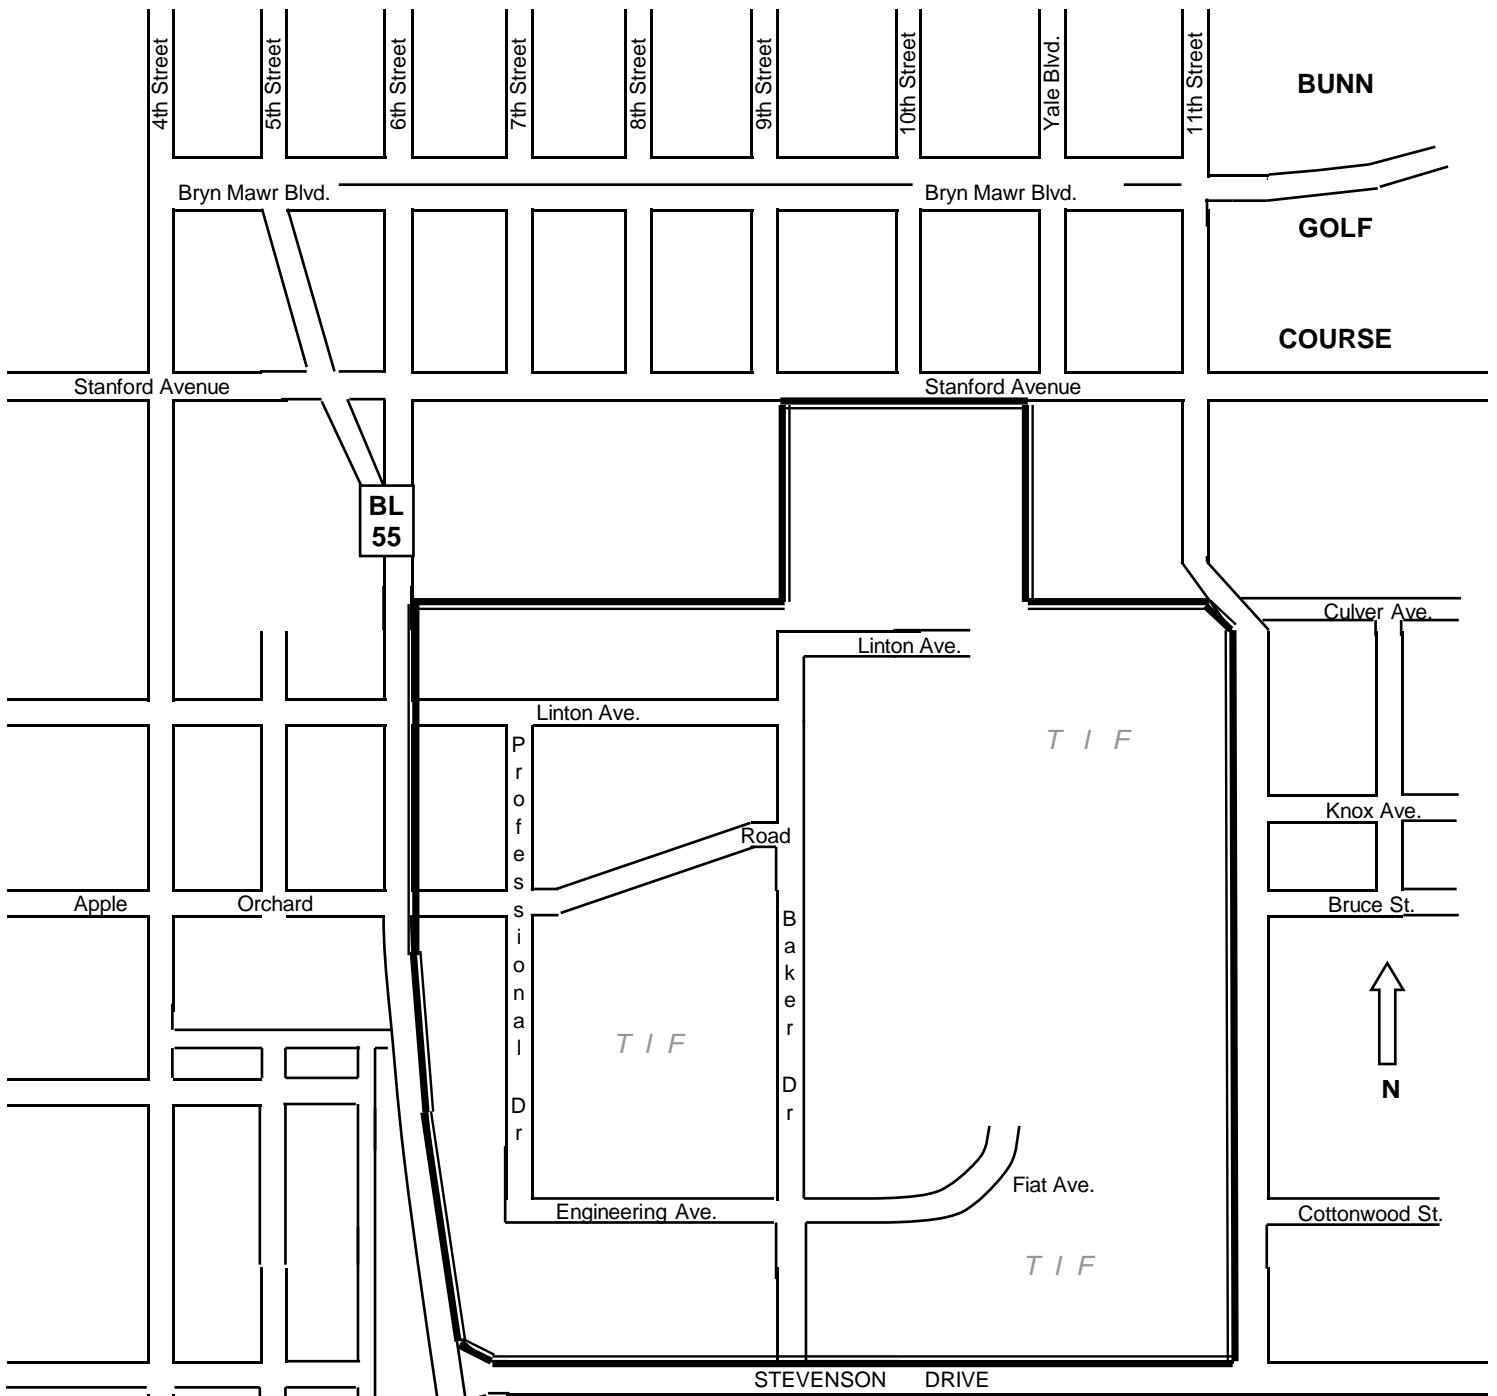 4th Street
5th Street
6th Street
7th Street
8th Street
9th Street
10th Street
Yale Blvd.
11th Street
BUNN
Bryn Mawr Blvd.
Bryn Mawr Blvd.
GOLF
COURSE
Stanford Avenue
Stanford Avenue
BL
55
Culver Ave.
Linton Ave.
Linton Ave.
T I F
Professional Dr
Knox Ave.
Road
Apple Orchard
Bruce St.
Baker Dr
T I F
N
Fiat Ave.
Engineering Ave.
Cottonwood St.
T I F
STEVENSON DRIVE